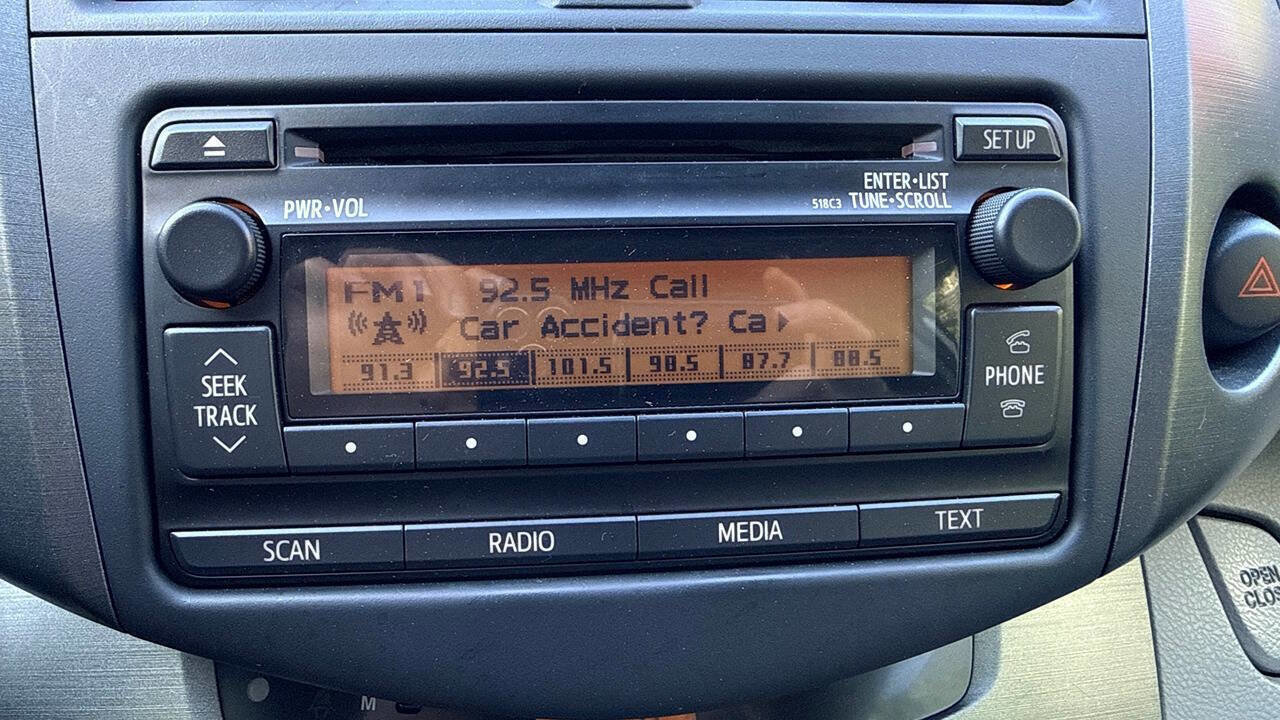 SET UP
ENTER•LIST
PWR•VOL
518C3 TUNE•SCROLL
FM1 92.5 MHz Call
Car Accident? Ca
91.3 92.5 101.5 98.5 87.7 88.5
SEEK
TRACK
PHONE
SCAN RADIO MEDIA TEXT
OPEN
M